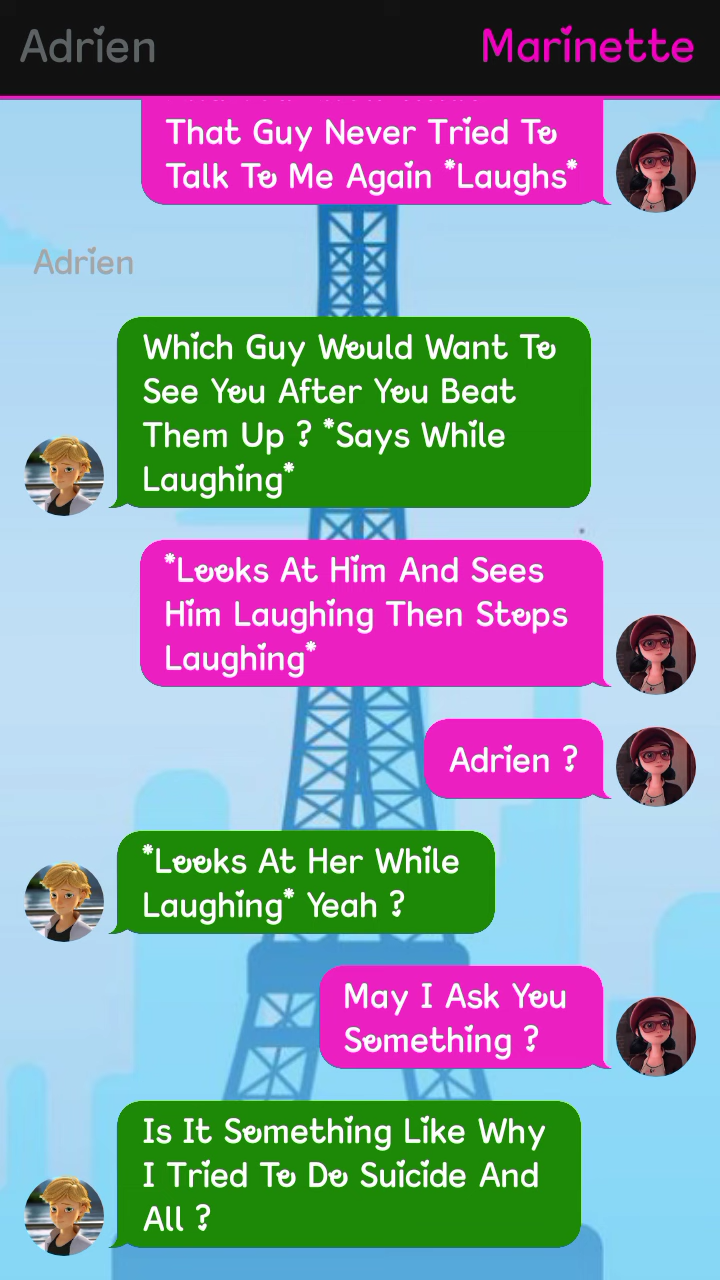 Adrien
Marinette
That Guy Never Tried To
Talk To Me Again *Laughs*
Adrien
Which Guy Would Want To
See You After You Beat
Them Up ? *Says While
Laughing*
*Looks At Him And Sees
Him Laughing Then Stops
Laughing*
Adrien ?
*Looks At Her While
Laughing* Yeah ?
May I Ask You
Something ?
Is It Something Like Why
I Tried To Do Suicide And
All ?